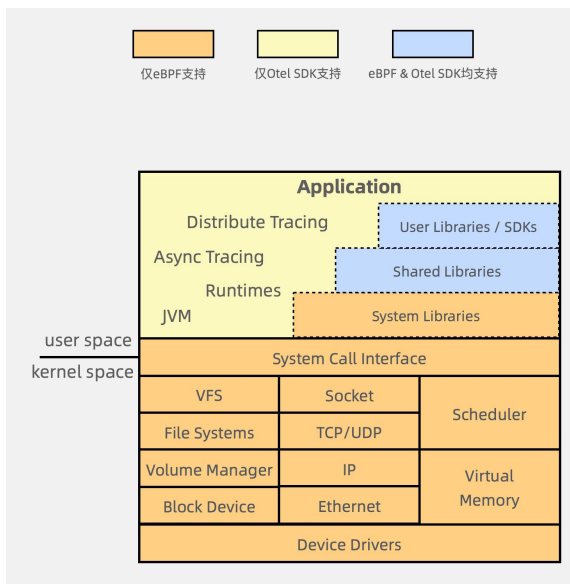 仅eBPF支持
仅Otel SDK支持
eBPF & Otel SDK均支持
Application
Distribute Tracing
User Libraries / SDKs
Async Tracing
Shared Libraries
Runtimes
JVM
System Libraries
user space
kernel space
System Call Interface
VFS
Socket
Scheduler
File Systems
TCP/UDP
Volume Manager
IP
Virtual
Memory
Block Device
Ethernet
Device Drivers